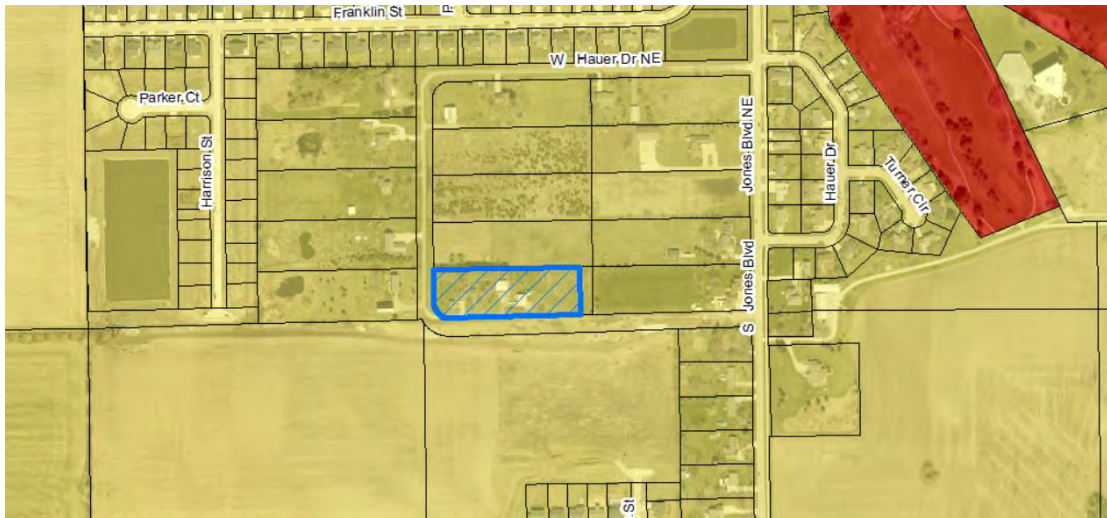 Franklin St
P
W Hauer Dr NE
Parker Ct
Harrison St
Jones Blvd NE
Hauer Dr
Turner Cir
S Jones Blvd
St